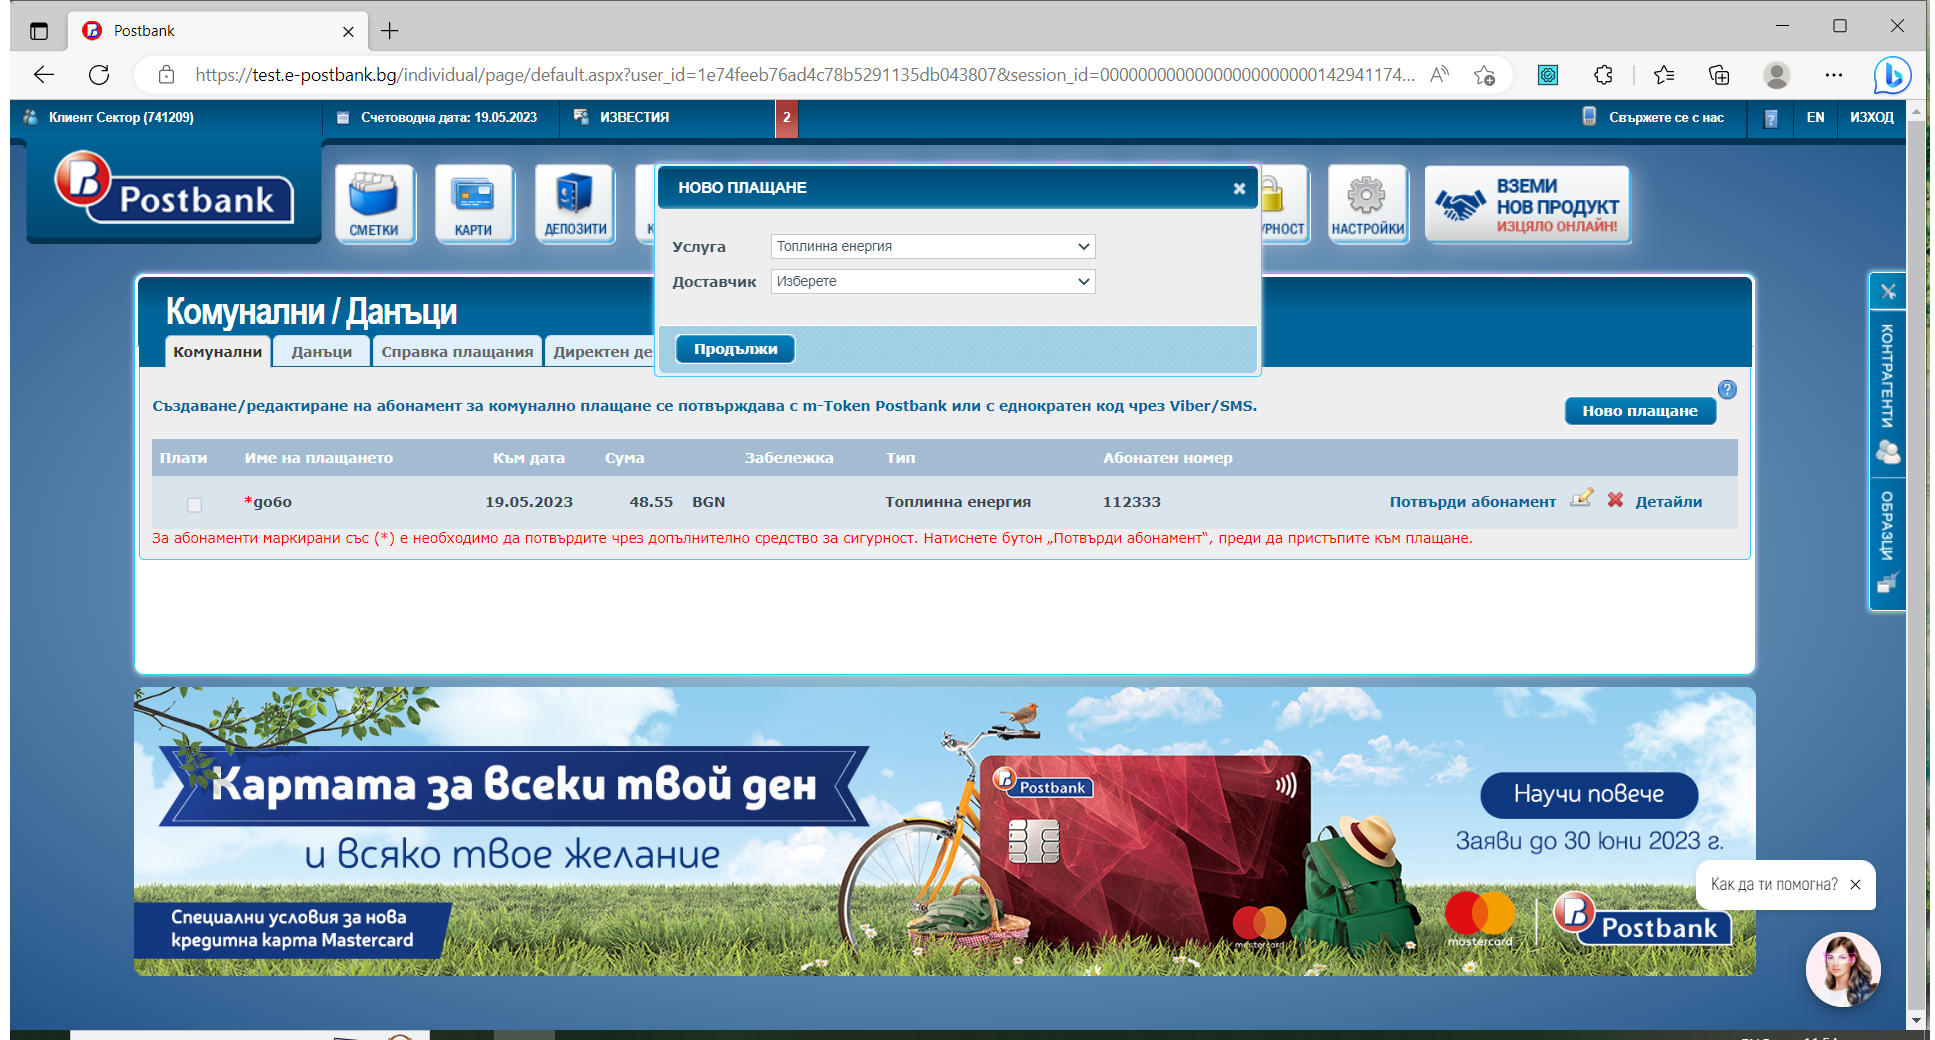 Postbank
https://test.e-postbank.bg/individual/page/default.aspx?user_id=1e74feeb76ad4c78b5291135db043807&session_id=
Клиент Сектор (741209)
Счетоводна дата: 19.05.2023
ИЗВЕСТИЯ
2
Свържете се с нас
EN
ИЗХОД
Postbank
СМЕТКИ
КАРТИ
ДЕПОЗИТИ
НАСТРОЙКИ
ВЗЕМИ
НОВ ПРОДУКТ
ИЗЦЯЛО ОНЛАЙН!
НОВО ПЛАЩАНЕ
Услуга
Топлинна енергия
Доставчик
Изберете
Продължи
Комунални / Данъци
Комунални
Данъци
Справка плащания
Директен де
Създаване/редактиране на абонамент за комунално плащане се потвърждава с m-Token Postbank или с еднократен код чрез Viber/SMS.
Ново плащане
Плати Име на плащането Към дата Сума Забележка Тип Абонатен номер
*добо 19.05.2023 48.55 BGN Топлинна енергия 112333 Потвърди абонамент Детайли
За абонаменти маркирани със (*) е необходимо да потвърдите чрез допълнително средство за сигурност. Натиснете бутон „Потвърди абонамент“, преди да пристъпите към плащане.
КОНТРАГЕНТИ
ОБРАЗЦИ
Картата за всеки твой ден
и всяко твое желание
Специални условия за нова
кредитна карта Mastercard
Postbank
mastercard
Научи повече
Заяви до 30 юни 2023 г.
mastercard
Postbank
Как да ти помогна?